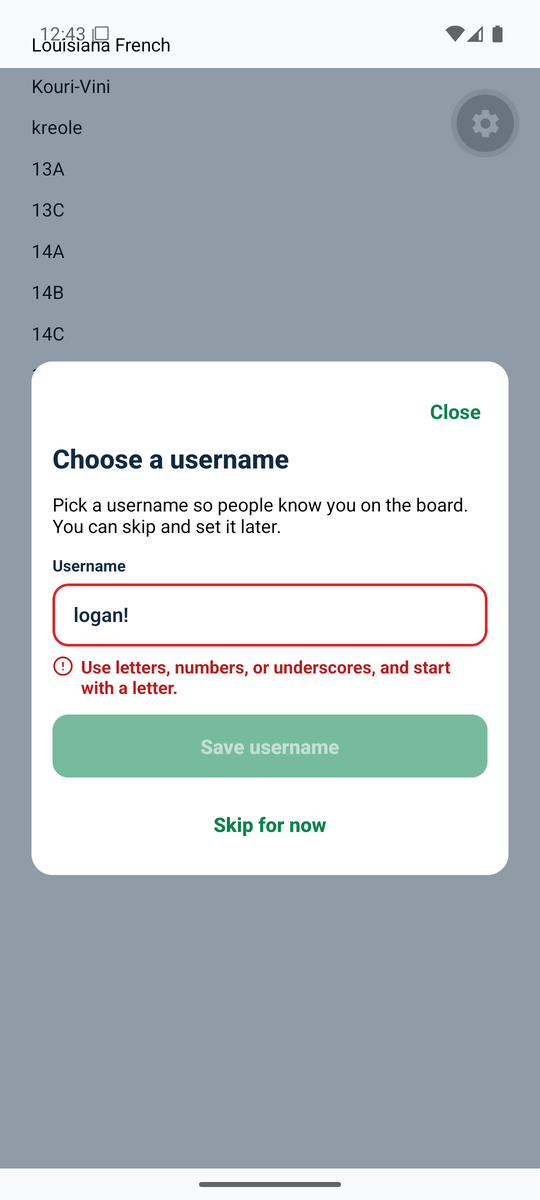 12:43
Louisiana French
Kouri-Vini
kreole
13A
13C
14A
14B
14C
Close
Choose a username
Pick a username so people know you on the board.
You can skip and set it later.
Username
logan!
Use letters, numbers, or underscores, and start
with a letter.
Save username
Skip for now